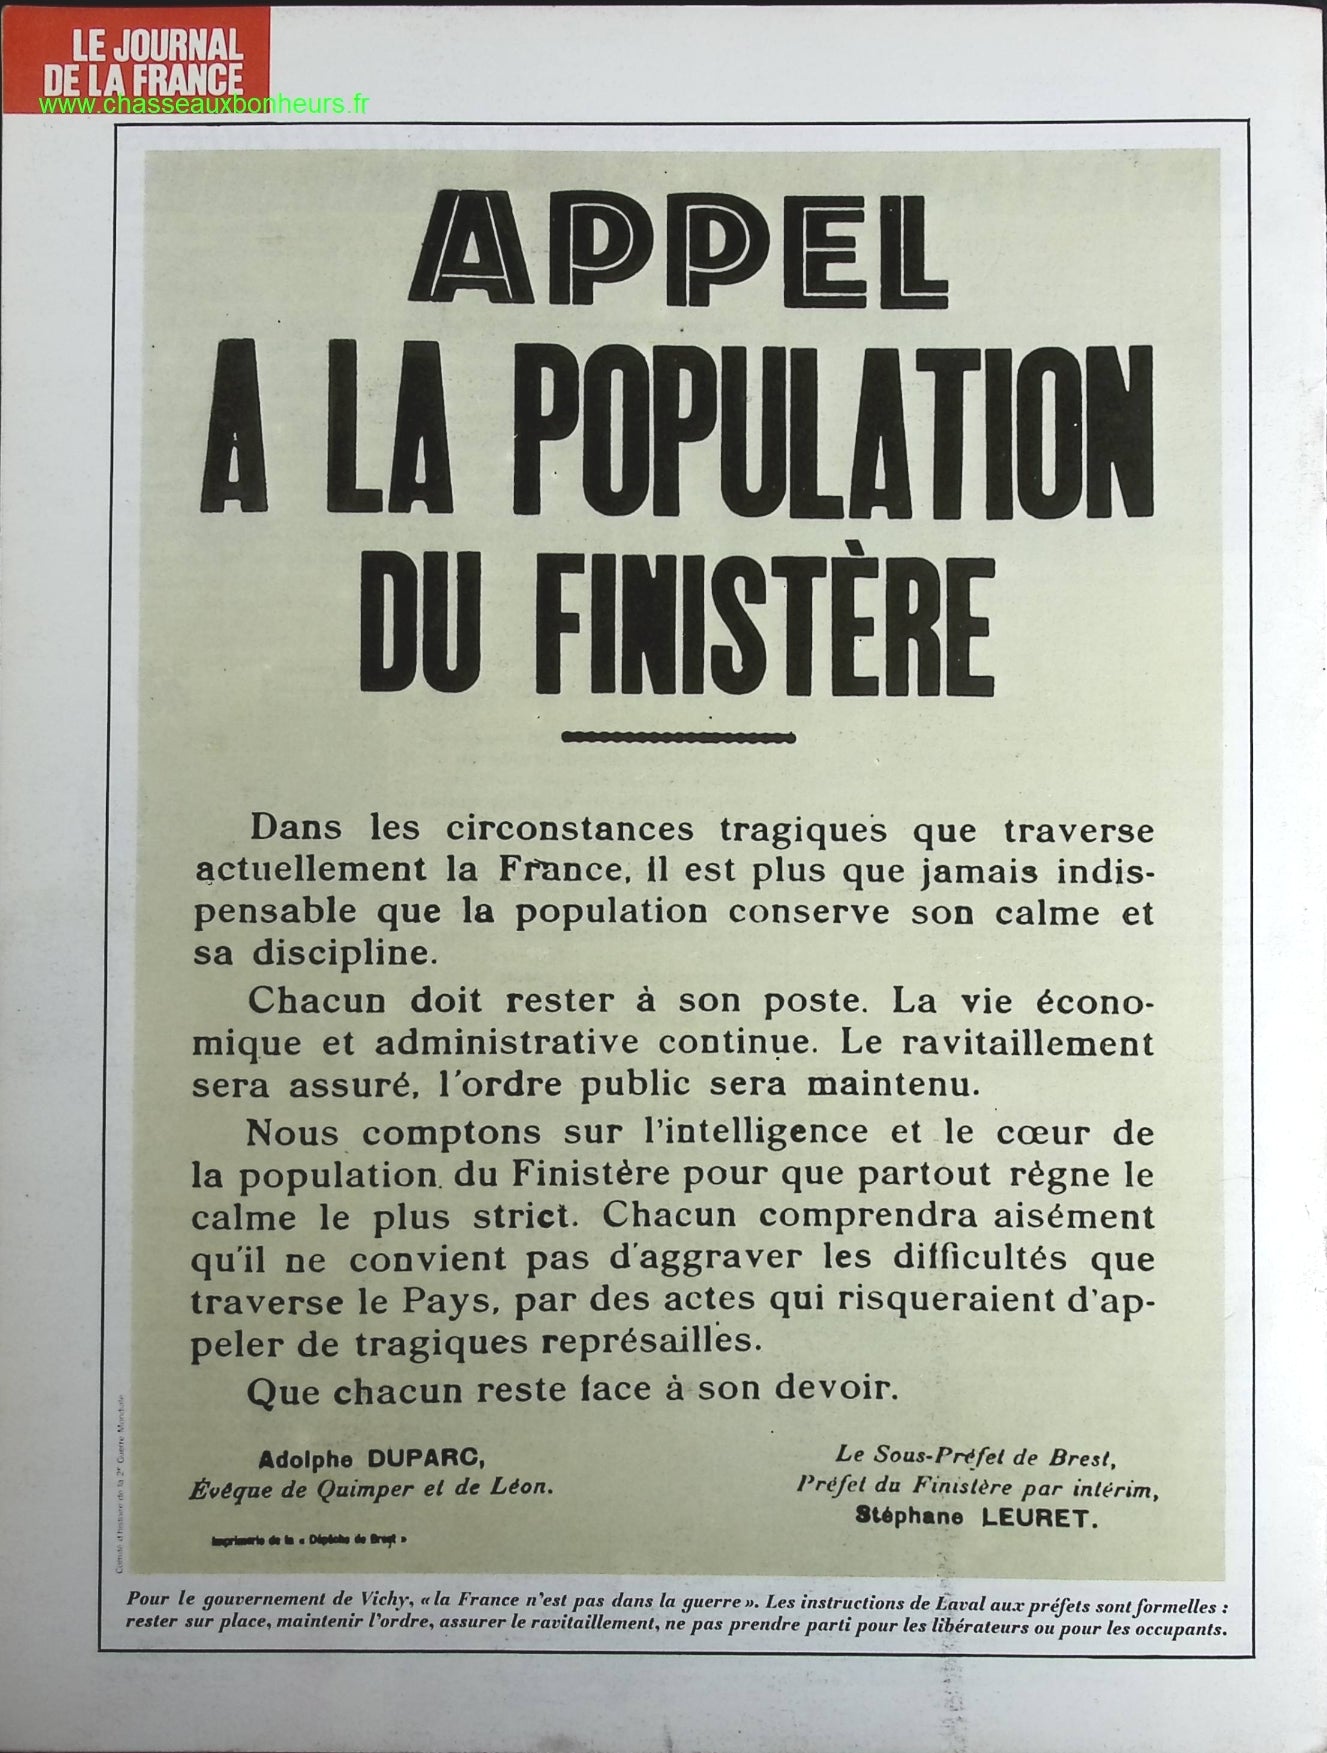 LE JOURNAL
DE LA FRANCE
www.chasseauxbonheurs.fr
APPEL
A LA POPULATION
DU FINISTÈRE
Dans les circonstances tragiques que traverse
actuellement la France, il est plus que jamais indis-
pensable que la population conserve son calme et
sa discipline.
Chacun doit rester à son poste. La vie écono-
mique et administrative continue. Le ravitaillement
sera assuré, l'ordre public sera maintenu.
Nous comptons sur l'intelligence et le cœur de
la population du Finistère pour que partout règne le
calme le plus strict. Chacun comprendra aisément
qu'il ne convient pas d'aggraver les difficultés que
traverse le Pays, par des actes qui risqueraient d'ap-
peler de tragiques représailles.
Que chacun reste face à son devoir.
Adolphe DUPARC,
Évêque de Quimper et de Léon.
Le Sous-Préfet de Brest,
Préfet du Finistère par intérim,
Stéphane LEURET.
Imprimerie de la « Dépêche de Brest »
Comité d'histoire de la 2e Guerre Mondiale
Pour le gouvernement de Vichy, « la France n'est pas dans la guerre ». Les instructions de Laval aux préfets sont formelles :
rester sur place, maintenir l'ordre, assurer le ravitaillement, ne pas prendre parti pour les libérateurs ou pour les occupants.